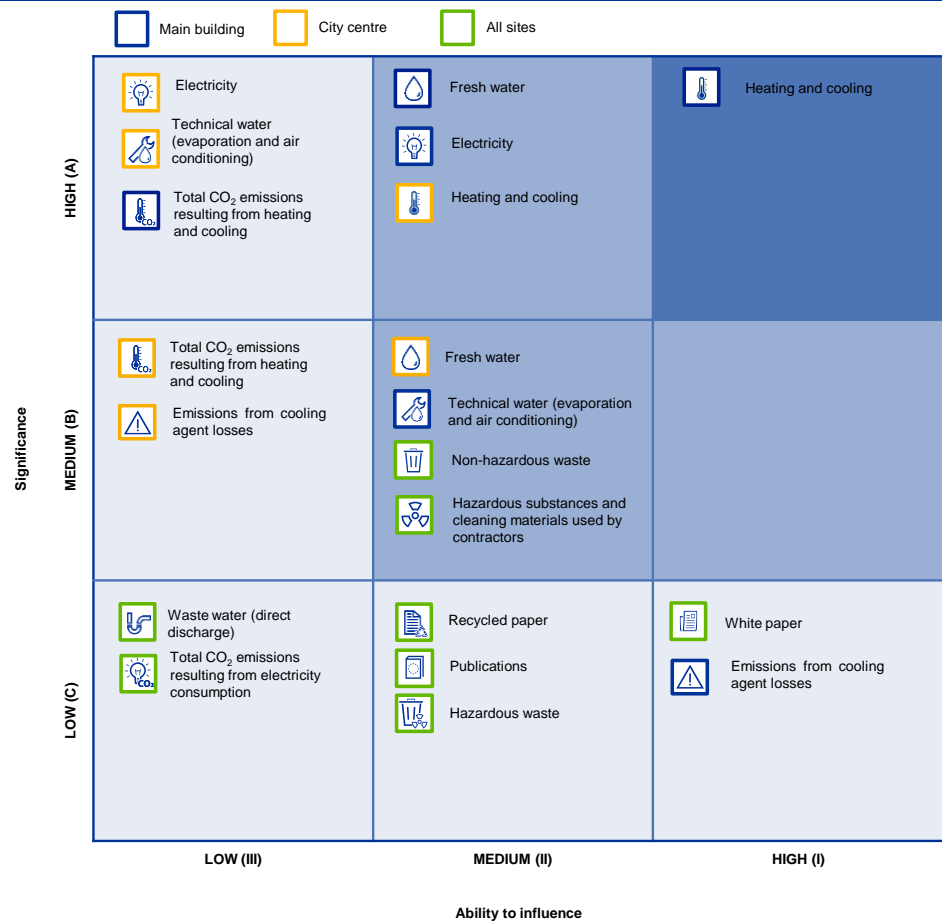 Main building
City centre
All sites
Significance
HIGH (A)
Electricity
Technical water
(evaporation and air
conditioning)
CO₂
Total CO₂ emissions
resulting from heating
and cooling
Fresh water
Electricity
Heating and cooling
Heating and cooling
MEDIUM (B)
CO₂
Total CO₂ emissions
resulting from heating
and cooling
Emissions from cooling
agent losses
Fresh water
Technical water (evaporation
and air conditioning)
Non-hazardous waste
Hazardous substances and
cleaning materials used by
contractors
LOW (C)
Waste water (direct
discharge)
CO₂
Total CO₂ emissions
resulting from electricity
consumption
Recycled paper
Publications
Hazardous waste
White paper
Emissions from cooling
agent losses
LOW (III)
MEDIUM (II)
HIGH (I)
Ability to influence